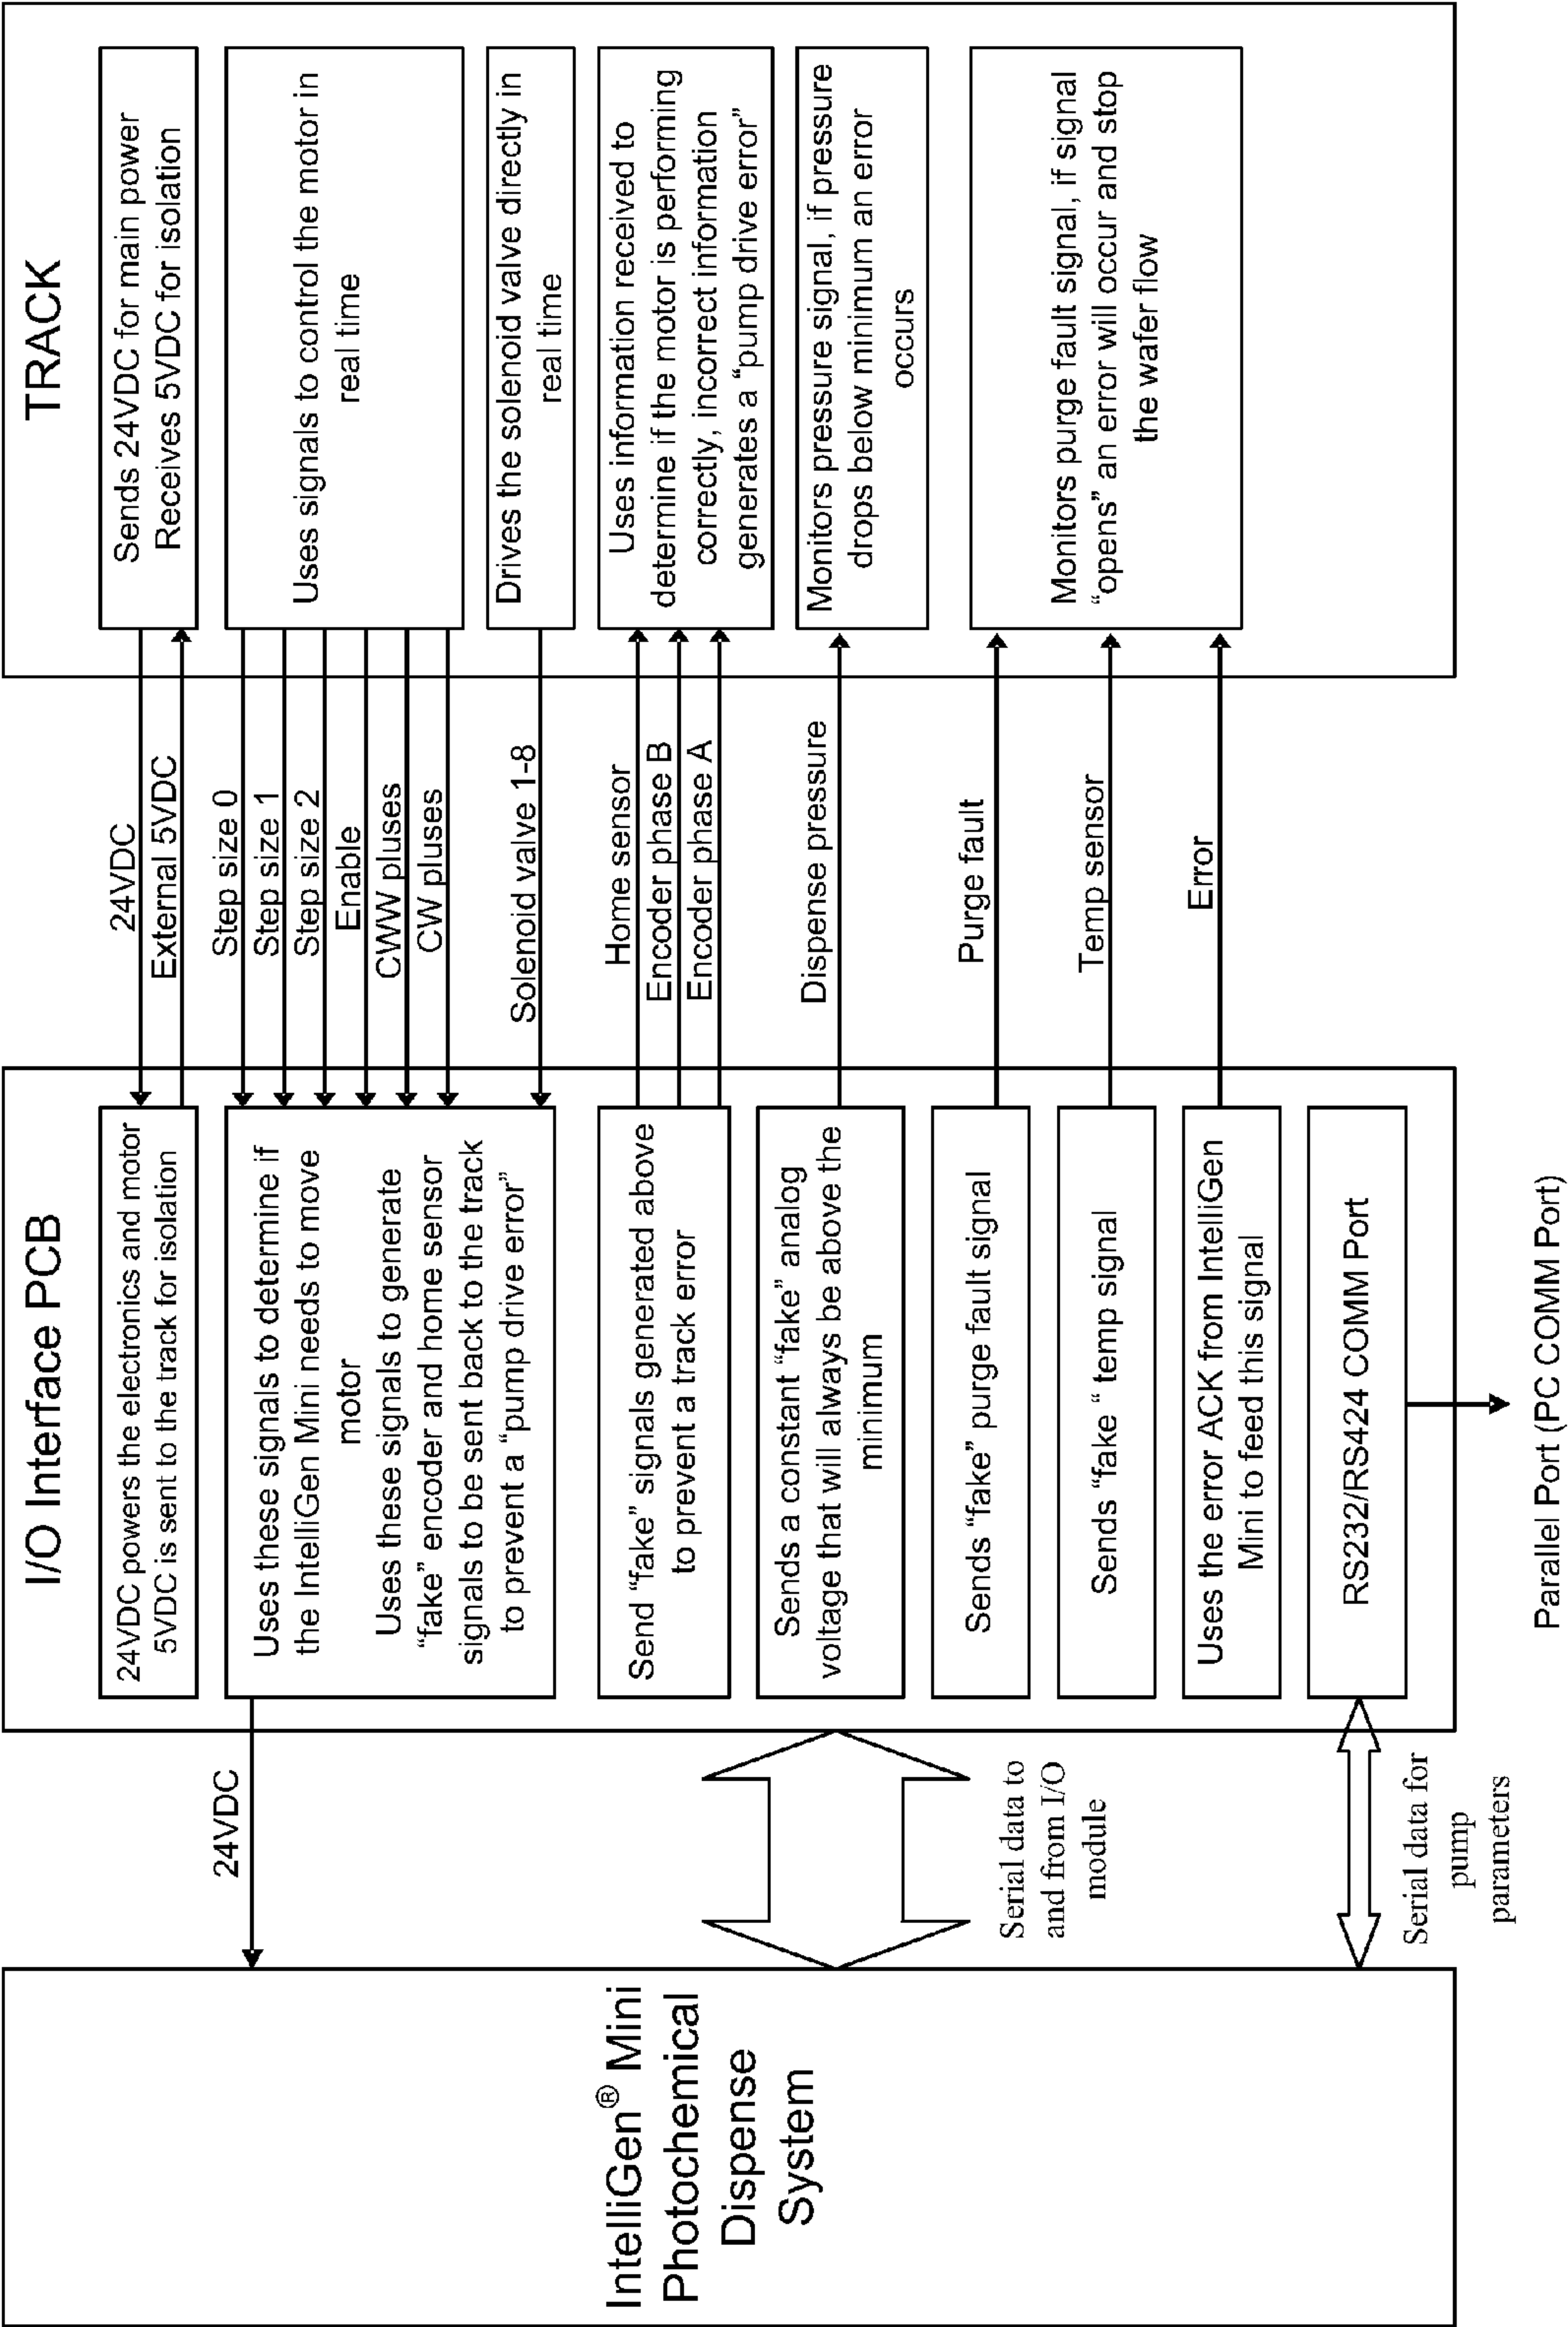 IntelliGen® Mini
Photochemical
Dispense
System
24VDC
Serial data to
and from I/O
module
Serial data for
pump
parameters
I/O Interface PCB
24VDC powers the electronics and motor
5VDC is sent to the track for isolation
Uses these signals to determine if
the IntelliGen Mini needs to move
motor
Uses these signals to generate
“fake” encoder and home sensor
signals to be sent back to the track
to prevent a “pump drive error”
Send “fake” signals generated above
to prevent a track error
Sends a constant “fake” analog
voltage that will always be above the
minimum
Sends “fake” purge fault signal
Sends “fake “ temp signal
Uses the error ACK from IntelliGen
Mini to feed this signal
RS232/RS424 COMM Port
Parallel Port (PC COMM Port)
24VDC
External 5VDC
Step size 0
Step size 1
Step size 2
Enable
CWW pluses
CW pluses
Solenoid valve 1-8
Home sensor
Encoder phase B
Encoder phase A
Dispense pressure
Purge fault
Temp sensor
Error
TRACK
Sends 24VDC for main power
Receives 5VDC for isolation
Uses signals to control the motor in
real time
Drives the solenoid valve directly in
real time
Uses information received to
determine if the motor is performing
correctly, incorrect information
generates a “pump drive error”
Monitors pressure signal, if pressure
drops below minimum an error
occurs
Monitors purge fault signal, if signal
“opens” an error will occur and stop
the wafer flow